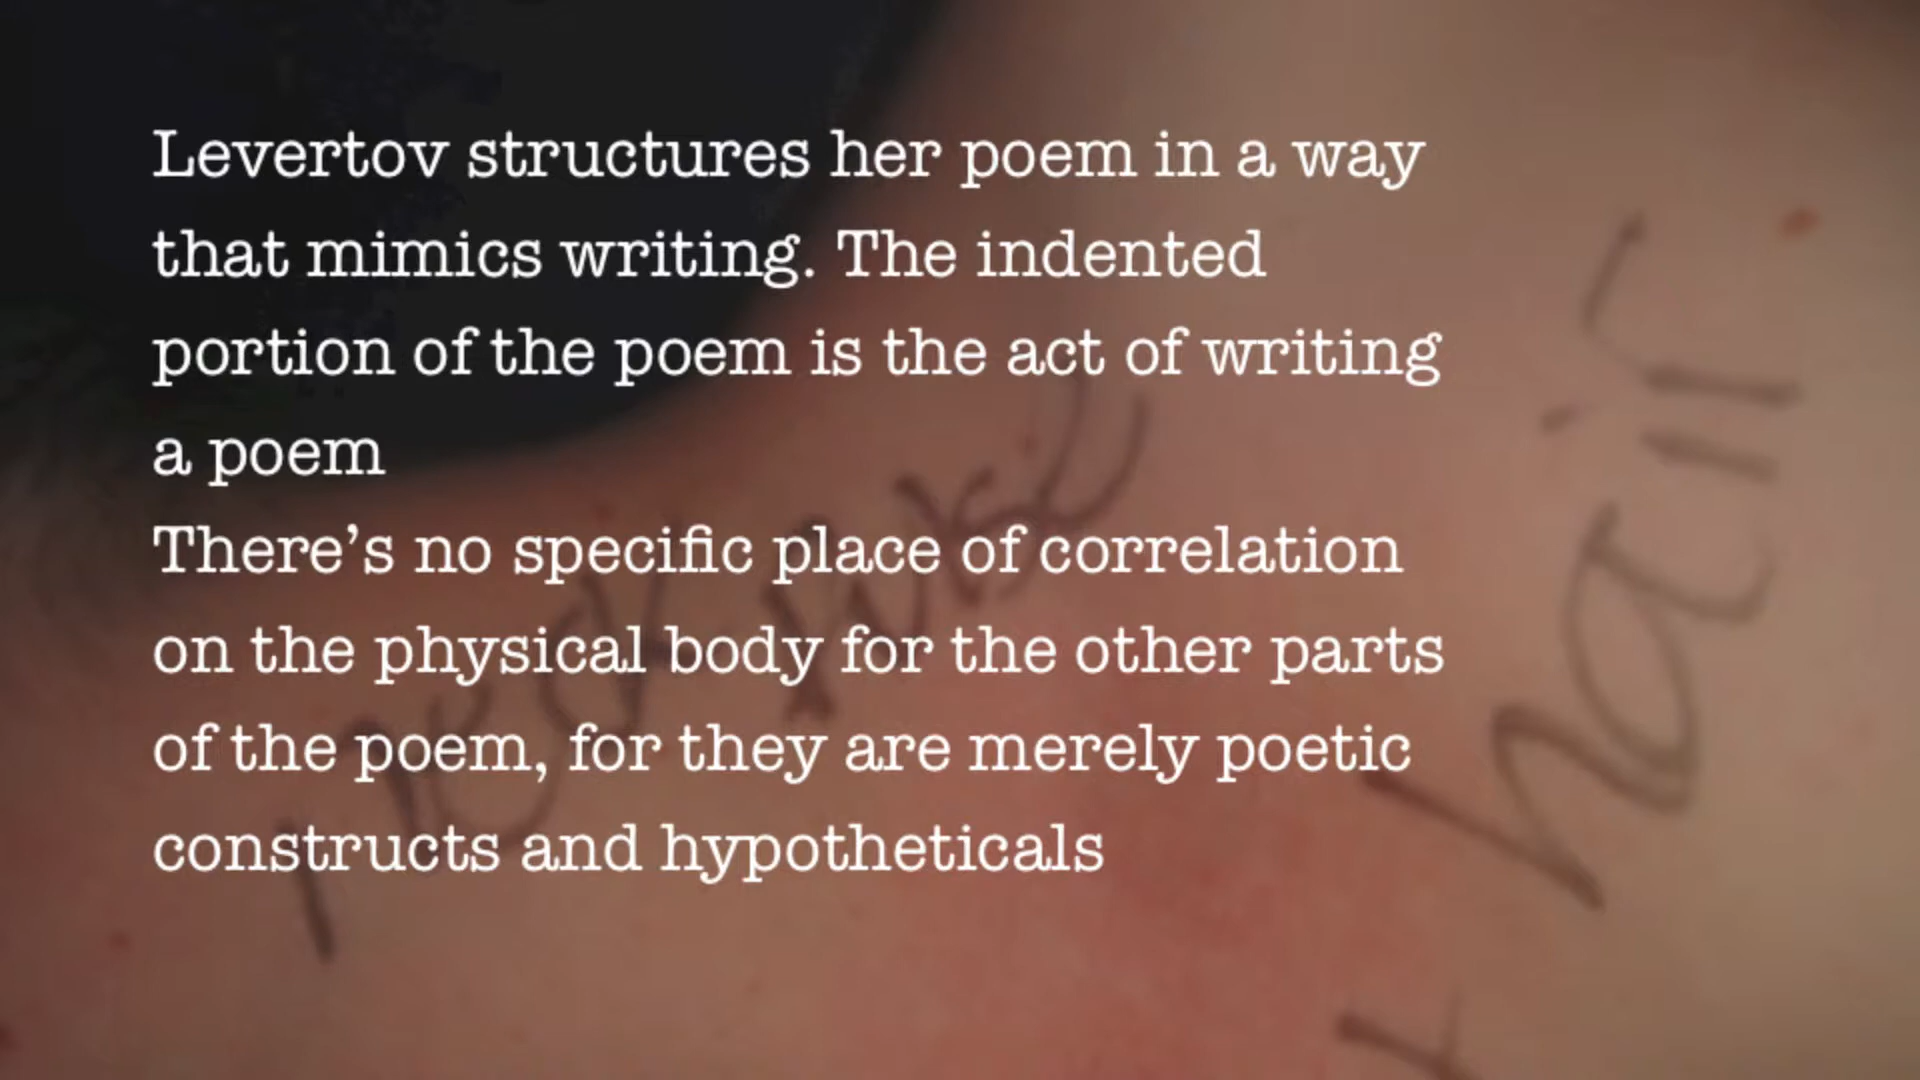 Levertov structures her poem in a way
that mimics writing. The indented
portion of the poem is the act of writing
a poem
There’s no specific place of correlation
on the physical body for the other parts
of the poem, for they are merely poetic
constructs and hypotheticals
hair